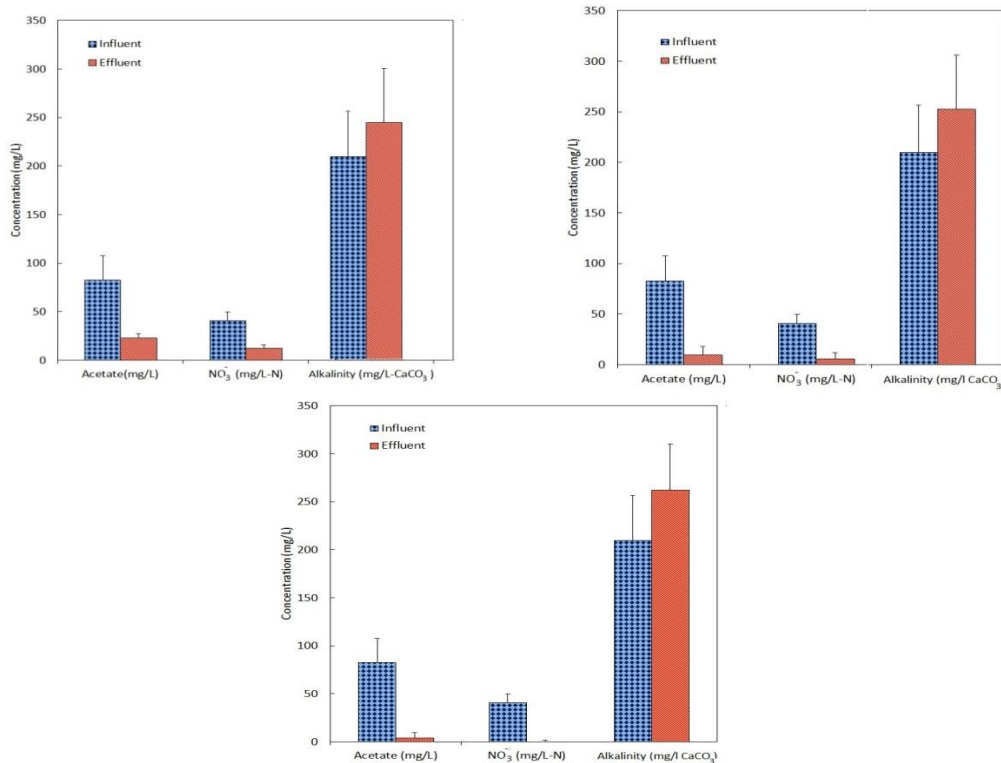 350
300
250
200
150
100
50
0
Concentration (mg/L)
Influent
Effluent
Acetate(mg/L)
NO₃⁻ (mg/L-N)
Alkalinity (mg/L-CaCO₃ )
350
300
250
200
150
100
50
0
Concentration (mg/L)
Influent
Effluent
Acetate (mg/L)
NO₃⁻ (mg/L-N)
Alkalinity (mg/l CaCO₃
350
300
250
200
150
100
50
0
Concentration (mg/L)
Influent
Effluent
Acetate (mg/L)
NO₃⁻ (mg/L-N)
Alkalinity (mg/l CaCO₃)